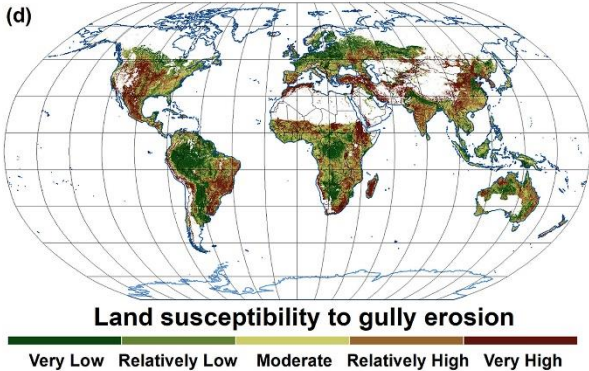 (d)
Land susceptibility to gully erosion
Very Low Relatively Low Moderate Relatively High Very High